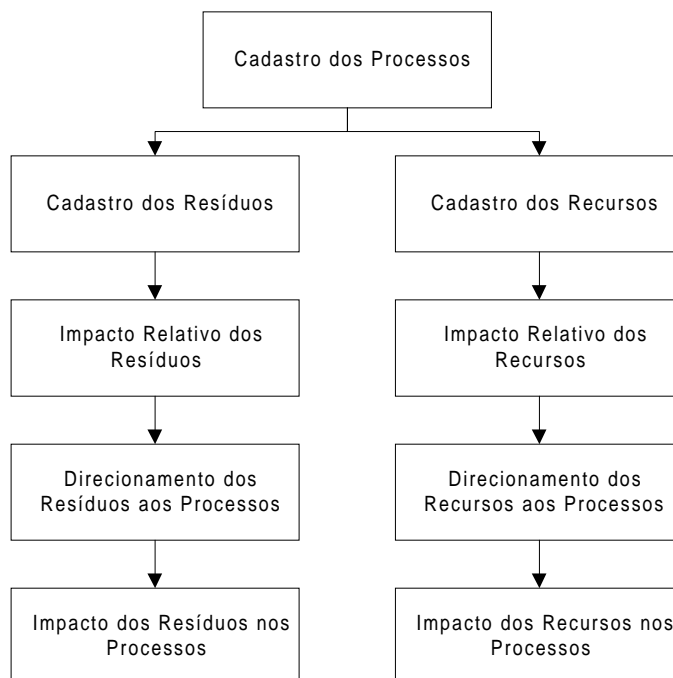 Cadastro dos Processos
Cadastro dos Resíduos
Cadastro dos Recursos
Impacto Relativo dos
Resíduos
Impacto Relativo dos
Recursos
Direcionamento dos
Resíduos aos Processos
Direcionamento dos
Recursos aos Processos
Impacto dos Resíduos nos
Processos
Impacto dos Recursos nos
Processos